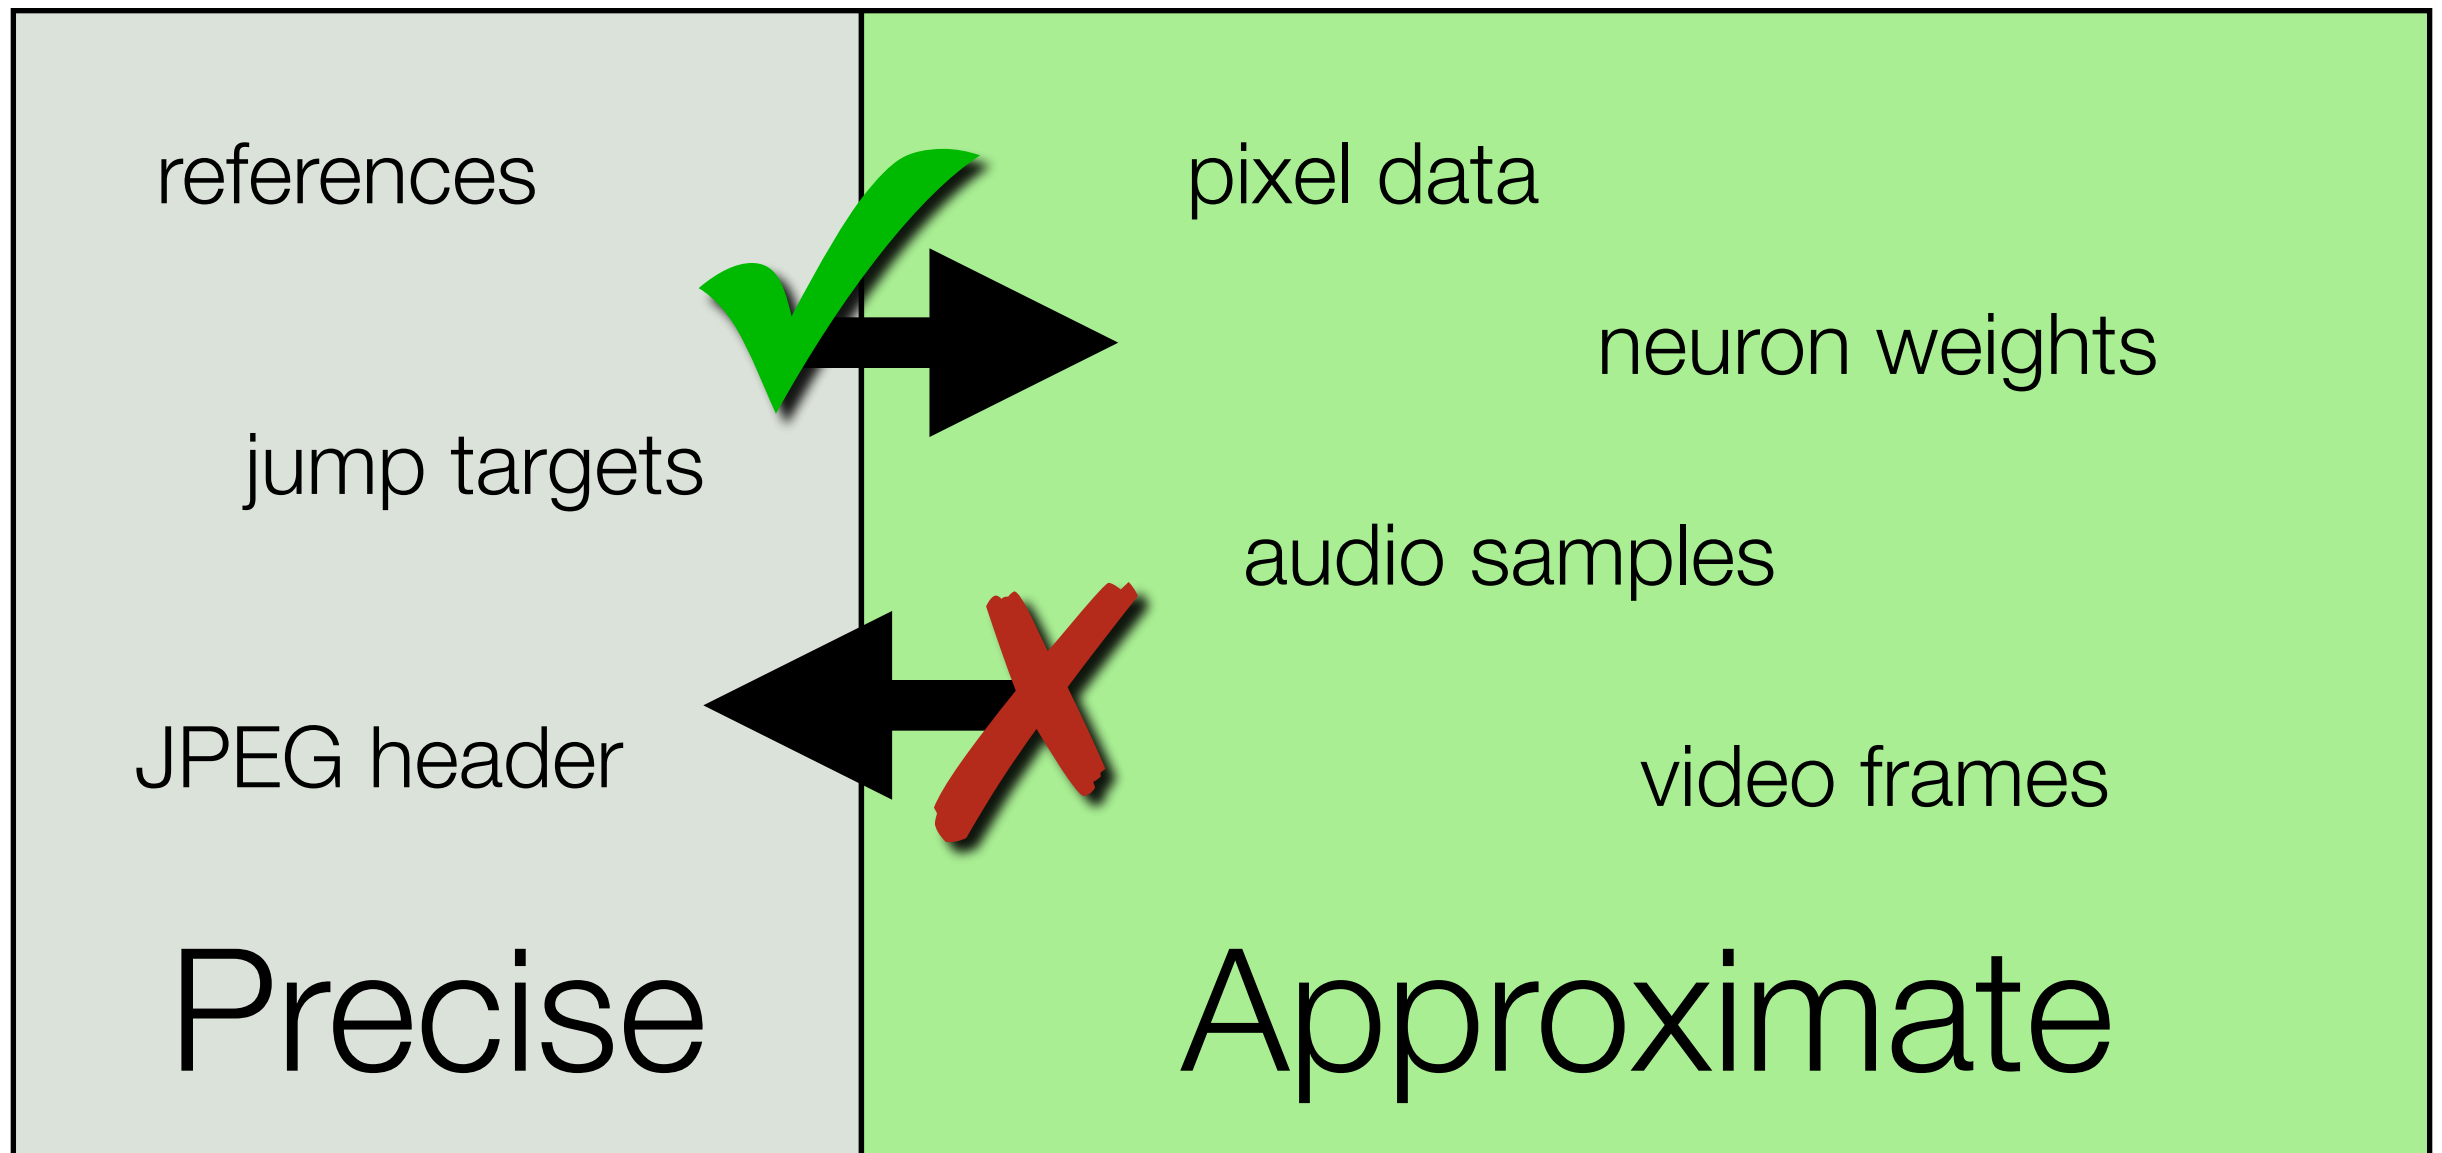 references
jump targets
JPEG header
Precise
pixel data
neuron weights
audio samples
video frames
Approximate